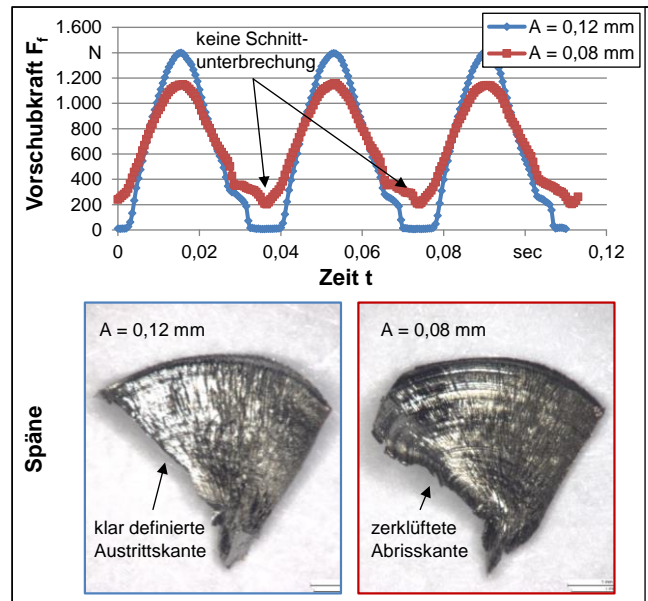 Vorschubkraft F_f
1.600
N
1.200
1.000
800
600
400
200
0
keine Schnitt-
unterbrechung
A = 0,12 mm
A = 0,08 mm
0 0,02 0,04 0,06 0,08 sec 0,12
Zeit t
Späne
A = 0,12 mm
klar definierte
Austrittskante
A = 0,08 mm
zerklüftete
Abrisskante